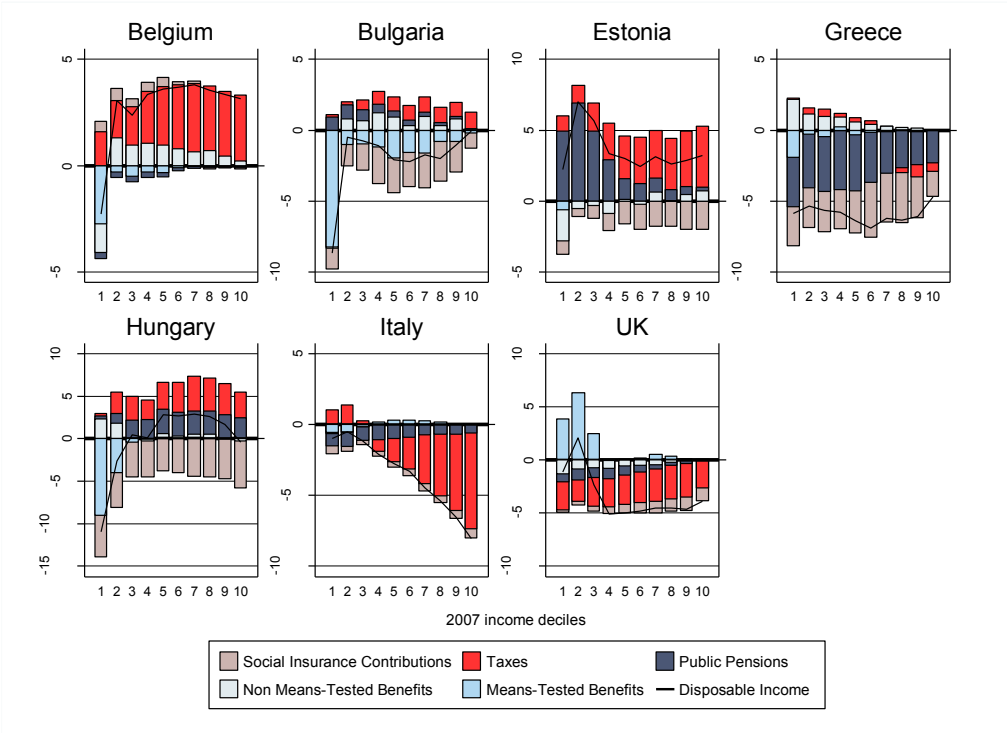 Belgium Bulgaria Estonia Greece
5 5 10 5
0 0 5 0
-5 -5 0 -5
-10 -5 -10
1 2 3 4 5 6 7 8 9 10 1 2 3 4 5 6 7 8 9 10 1 2 3 4 5 6 7 8 9 10 1 2 3 4 5 6 7 8 9 10
Hungary Italy UK
10 5 10
5 0 5
0 -5 0
-5 -10 -5
-10 -10
-15
1 2 3 4 5 6 7 8 9 10 1 2 3 4 5 6 7 8 9 10 1 2 3 4 5 6 7 8 9 10
2007 income deciles
Social Insurance Contributions Taxes Public Pensions
Non Means-Tested Benefits Means-Tested Benefits Disposable Income